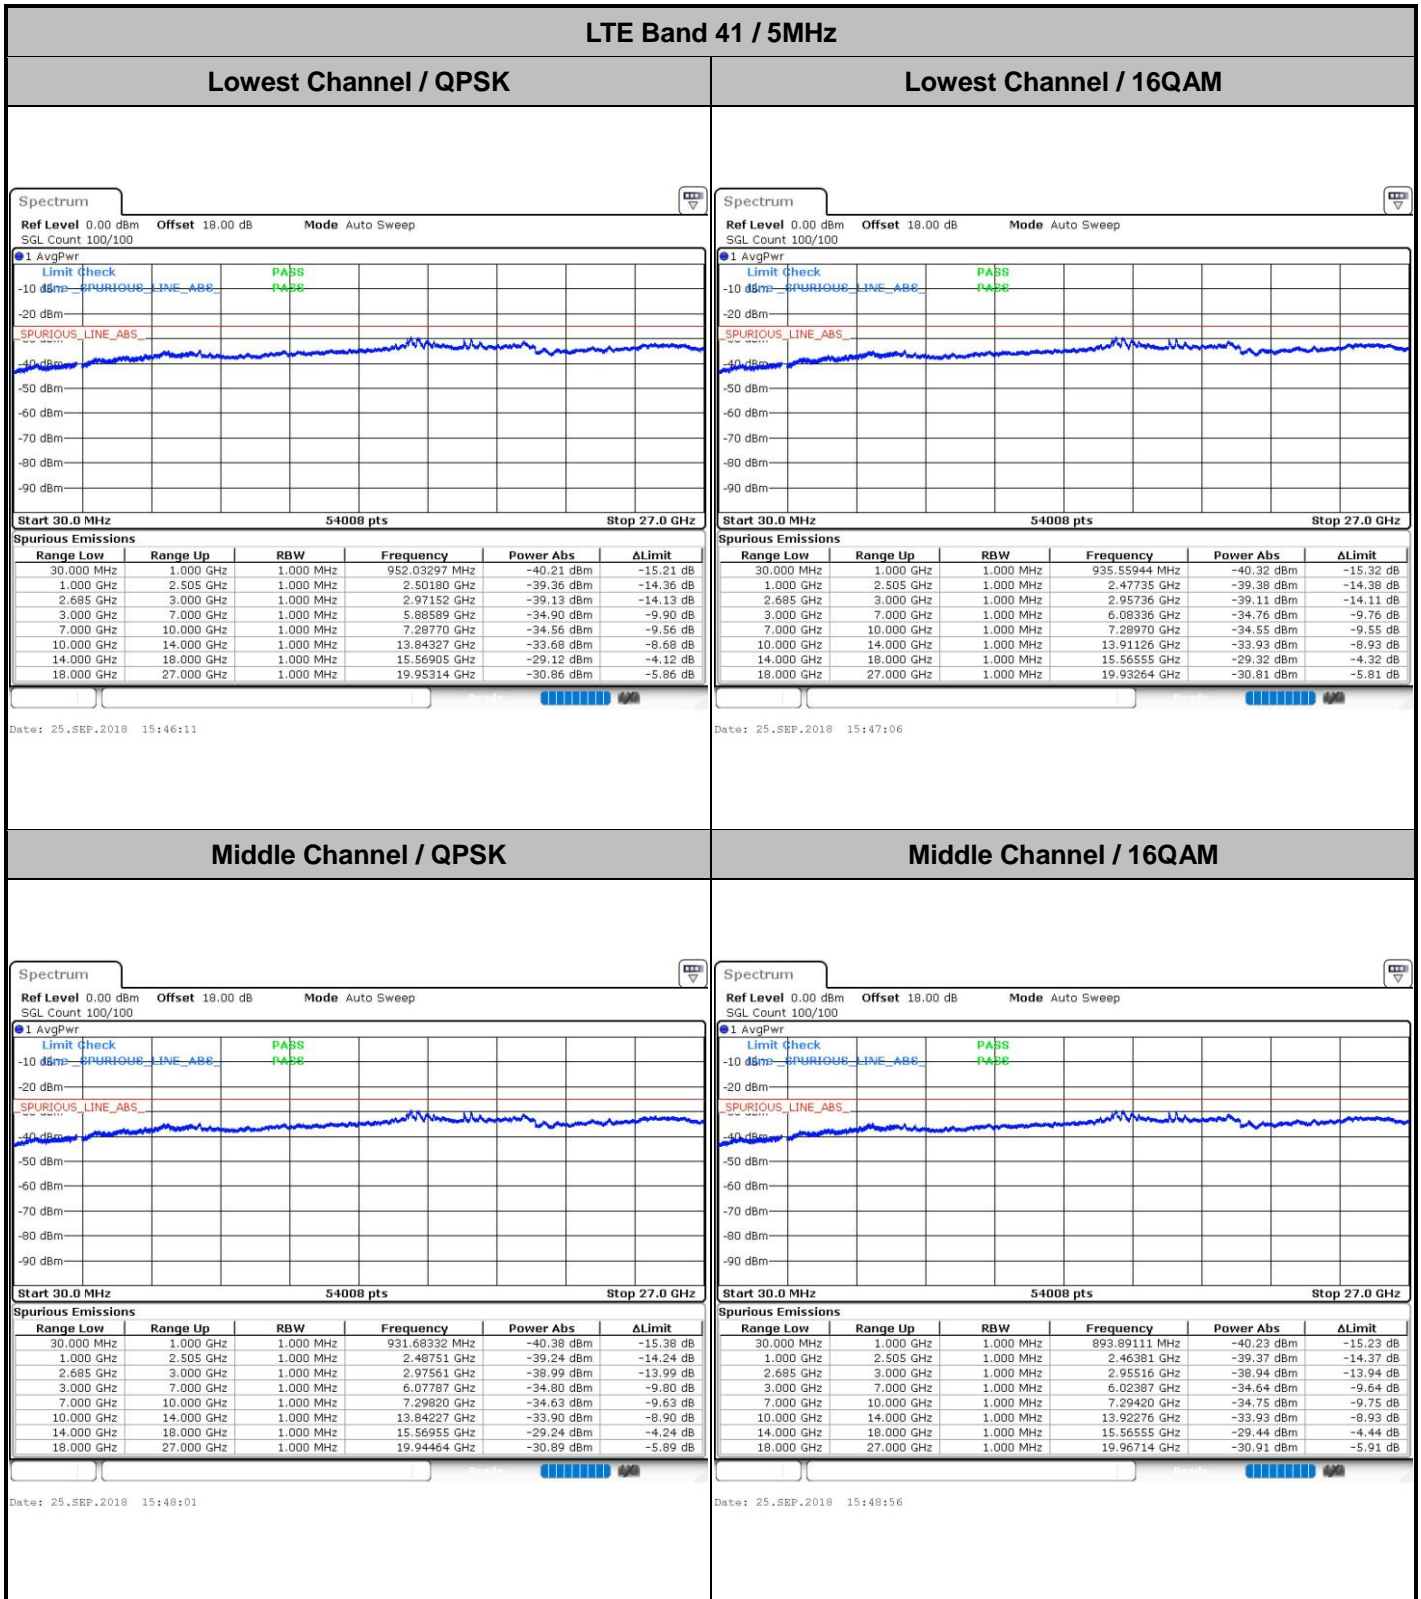 LTE Band 41 / 5MHz
Lowest Channel / QPSK
Lowest Channel / 16QAM
Spectrum
Ref Level 0.00 dBm Offset 18.00 dB Mode Auto Sweep
SGL Count 100/100
1 AvgPwr
Limit Check PASS
Line _SPURIOUS_LINE_ABS_ PASS
-10 dBm
-20 dBm
_SPURIOUS_LINE_ABS_
-40 dBm
-50 dBm
-60 dBm
-70 dBm
-80 dBm
-90 dBm
Start 30.0 MHz 54008 pts Stop 27.0 GHz
Spurious Emissions
Range Low Range Up RBW Frequency Power Abs ΔLimit
30.000 MHz 1.000 GHz 1.000 MHz 952.03297 MHz -40.21 dBm -15.21 dB
1.000 GHz 2.505 GHz 1.000 MHz 2.50180 GHz -39.36 dBm -14.36 dB
2.685 GHz 3.000 GHz 1.000 MHz 2.97152 GHz -39.13 dBm -14.13 dB
3.000 GHz 7.000 GHz 1.000 MHz 5.88589 GHz -34.90 dBm -9.90 dB
7.000 GHz 10.000 GHz 1.000 MHz 7.28770 GHz -34.56 dBm -9.56 dB
10.000 GHz 14.000 GHz 1.000 MHz 13.84327 GHz -33.68 dBm -8.68 dB
14.000 GHz 18.000 GHz 1.000 MHz 15.56905 GHz -29.12 dBm -4.12 dB
18.000 GHz 27.000 GHz 1.000 MHz 19.95314 GHz -30.86 dBm -5.86 dB
Date: 25.SEP.2018 15:46:11
Spectrum
Ref Level 0.00 dBm Offset 18.00 dB Mode Auto Sweep
SGL Count 100/100
1 AvgPwr
Limit Check PASS
Line _SPURIOUS_LINE_ABS_ PASS
-10 dBm
-20 dBm
_SPURIOUS_LINE_ABS_
-40 dBm
-50 dBm
-60 dBm
-70 dBm
-80 dBm
-90 dBm
Start 30.0 MHz 54008 pts Stop 27.0 GHz
Spurious Emissions
Range Low Range Up RBW Frequency Power Abs ΔLimit
30.000 MHz 1.000 GHz 1.000 MHz 935.55944 MHz -40.32 dBm -15.32 dB
1.000 GHz 2.505 GHz 1.000 MHz 2.47735 GHz -39.38 dBm -14.38 dB
2.685 GHz 3.000 GHz 1.000 MHz 2.95736 GHz -39.11 dBm -14.11 dB
3.000 GHz 7.000 GHz 1.000 MHz 6.08336 GHz -34.76 dBm -9.76 dB
7.000 GHz 10.000 GHz 1.000 MHz 7.28970 GHz -34.55 dBm -9.55 dB
10.000 GHz 14.000 GHz 1.000 MHz 13.91126 GHz -33.93 dBm -8.93 dB
14.000 GHz 18.000 GHz 1.000 MHz 15.56555 GHz -29.32 dBm -4.32 dB
18.000 GHz 27.000 GHz 1.000 MHz 19.93264 GHz -30.81 dBm -5.81 dB
Date: 25.SEP.2018 15:47:06
Middle Channel / QPSK
Middle Channel / 16QAM
Spectrum
Ref Level 0.00 dBm Offset 18.00 dB Mode Auto Sweep
SGL Count 100/100
1 AvgPwr
Limit Check PASS
Line _SPURIOUS_LINE_ABS_ PASS
-10 dBm
-20 dBm
_SPURIOUS_LINE_ABS_
-40 dBm
-50 dBm
-60 dBm
-70 dBm
-80 dBm
-90 dBm
Start 30.0 MHz 54008 pts Stop 27.0 GHz
Spurious Emissions
Range Low Range Up RBW Frequency Power Abs ΔLimit
30.000 MHz 1.000 GHz 1.000 MHz 931.68332 MHz -40.38 dBm -15.38 dB
1.000 GHz 2.505 GHz 1.000 MHz 2.48751 GHz -39.24 dBm -14.24 dB
2.685 GHz 3.000 GHz 1.000 MHz 2.97561 GHz -38.99 dBm -13.99 dB
3.000 GHz 7.000 GHz 1.000 MHz 6.07787 GHz -34.80 dBm -9.80 dB
7.000 GHz 10.000 GHz 1.000 MHz 7.29820 GHz -34.63 dBm -9.63 dB
10.000 GHz 14.000 GHz 1.000 MHz 13.84227 GHz -33.90 dBm -8.90 dB
14.000 GHz 18.000 GHz 1.000 MHz 15.56955 GHz -29.24 dBm -4.24 dB
18.000 GHz 27.000 GHz 1.000 MHz 19.94464 GHz -30.89 dBm -5.89 dB
Date: 25.SEP.2018 15:48:01
Spectrum
Ref Level 0.00 dBm Offset 18.00 dB Mode Auto Sweep
SGL Count 100/100
1 AvgPwr
Limit Check PASS
Line _SPURIOUS_LINE_ABS_ PASS
-10 dBm
-20 dBm
_SPURIOUS_LINE_ABS_
-40 dBm
-50 dBm
-60 dBm
-70 dBm
-80 dBm
-90 dBm
Start 30.0 MHz 54008 pts Stop 27.0 GHz
Spurious Emissions
Range Low Range Up RBW Frequency Power Abs ΔLimit
30.000 MHz 1.000 GHz 1.000 MHz 893.89111 MHz -40.23 dBm -15.23 dB
1.000 GHz 2.505 GHz 1.000 MHz 2.46381 GHz -39.37 dBm -14.37 dB
2.685 GHz 3.000 GHz 1.000 MHz 2.95516 GHz -38.94 dBm -13.94 dB
3.000 GHz 7.000 GHz 1.000 MHz 6.02387 GHz -34.64 dBm -9.64 dB
7.000 GHz 10.000 GHz 1.000 MHz 7.29420 GHz -34.75 dBm -9.75 dB
10.000 GHz 14.000 GHz 1.000 MHz 13.92276 GHz -33.93 dBm -8.93 dB
14.000 GHz 18.000 GHz 1.000 MHz 15.56555 GHz -29.44 dBm -4.44 dB
18.000 GHz 27.000 GHz 1.000 MHz 19.96714 GHz -30.91 dBm -5.91 dB
Date: 25.SEP.2018 15:48:56